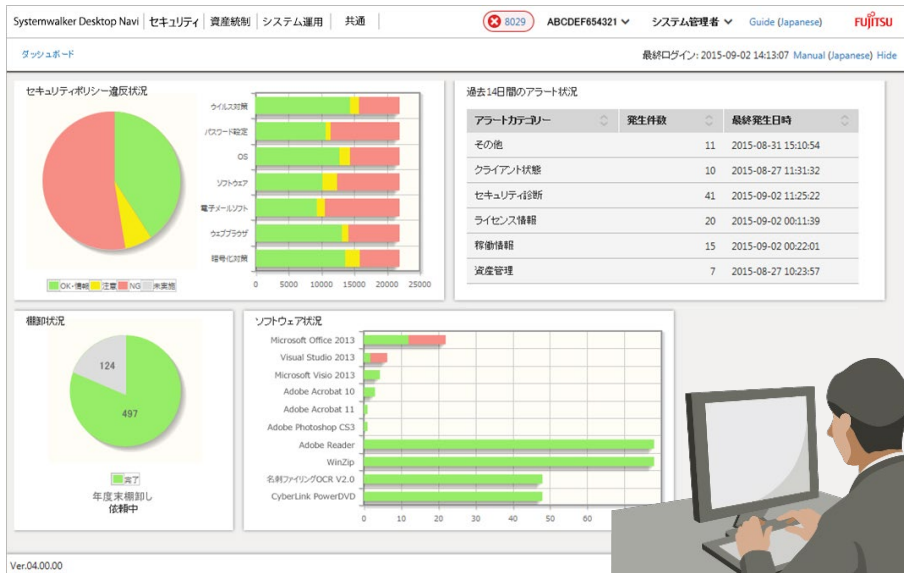 Systemwalker Desktop Navi | セキュリティ | 資産統制 | システム運用 | 共通 | 8029 ABCDEF654321 システム管理者 Guide (Japanese) FUJITSU
ダッシュボード 最終ログイン: 2015-09-02 14:13:07 Manual (Japanese) Hide
セキュリティポリシー違反状況
ウイルス対策
パスワード設定
OS
ソフトウェア
電子メールソフト
ウェブブラウザ
暗号化対策
0 5000 10000 15000 20000 25000
OK・情報 注意 NG 未実施
過去14日間のアラート状況
アラートカテゴリー 発生件数 最終発生日時
その他 11 2015-08-31 15:10:54
クライアント状態 10 2015-08-27 11:31:32
セキュリティ診断 41 2015-09-02 11:25:22
ライセンス情報 20 2015-09-02 00:11:39
稼働情報 15 2015-09-02 00:22:01
資産管理 7 2015-08-27 10:23:57
棚卸状況
124
497
完了
年度末棚卸し
依頼中
ソフトウェア状況
Microsoft Office 2013
Visual Studio 2013
Microsoft Visio 2013
Adobe Acrobat 10
Adobe Acrobat 11
Adobe Photoshop CS3
Adobe Reader
WinZip
名刺ファイリングOCR V2.0
CyberLink PowerDVD
0 10 20 30 40 50 60
Ver.04.00.00